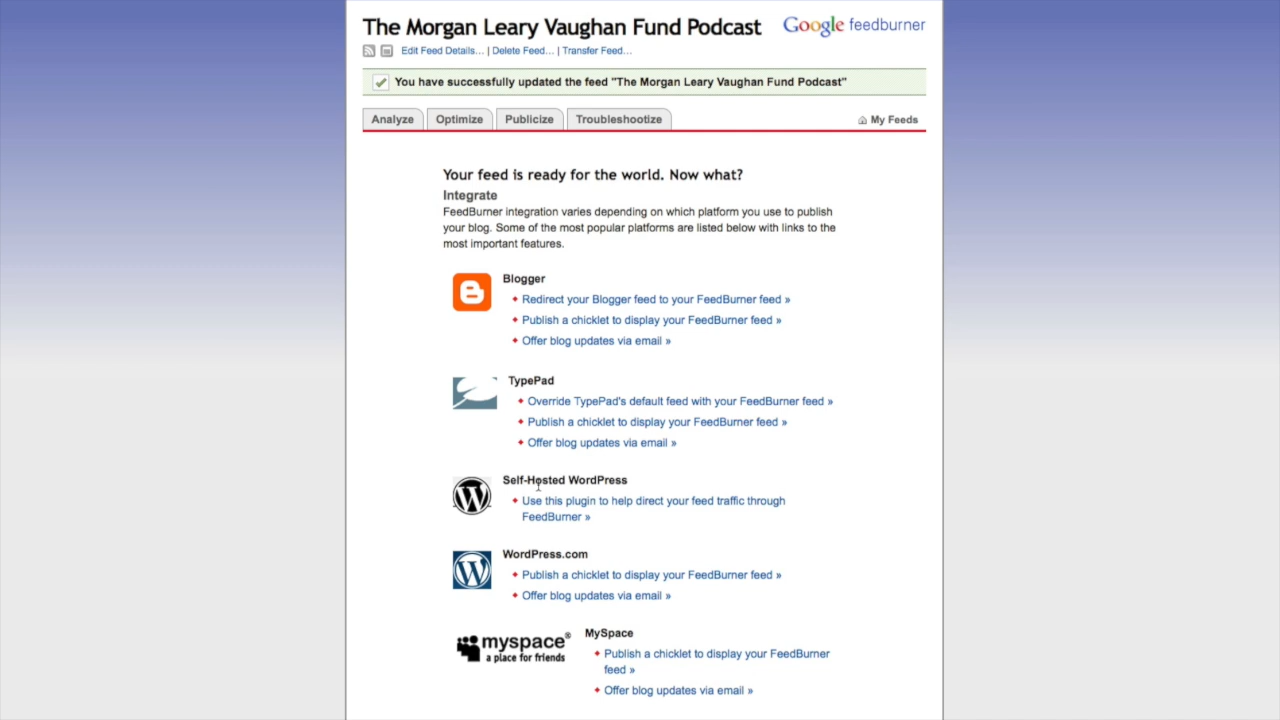 The Morgan Leary Vaughan Fund Podcast
Google feedburner
Edit Feed Details... | Delete Feed... | Transfer Feed...
You have successfully updated the feed "The Morgan Leary Vaughan Fund Podcast"
Analyze Optimize Publicize Troubleshootize My Feeds
Your feed is ready for the world. Now what?
Integrate
FeedBurner integration varies depending on which platform you use to publish
your blog. Some of the most popular platforms are listed below with links to the
most important features.
Blogger
Redirect your Blogger feed to your FeedBurner feed »
Publish a chicklet to display your FeedBurner feed »
Offer blog updates via email »
TypePad
Override TypePad's default feed with your FeedBurner feed »
Publish a chicklet to display your FeedBurner feed »
Offer blog updates via email »
Self-Hosted WordPress
Use this plugin to help direct your feed traffic through
FeedBurner »
WordPress.com
Publish a chicklet to display your FeedBurner feed »
Offer blog updates via email »
myspace®
a place for friends
MySpace
Publish a chicklet to display your FeedBurner
feed »
Offer blog updates via email »